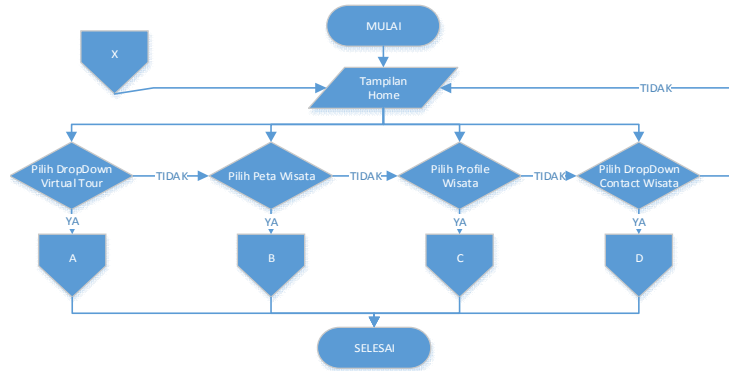 MULAI
X
Tampilan
Home
TIDAK
Pilih DropDown
Virtual Tour
TIDAK
Pilih Peta Wisata
TIDAK
Pilih Profile
Wisata
TIDAK
Pilih DropDown
Contact Wisata
YA
YA
YA
YA
A
B
C
D
SELESAI